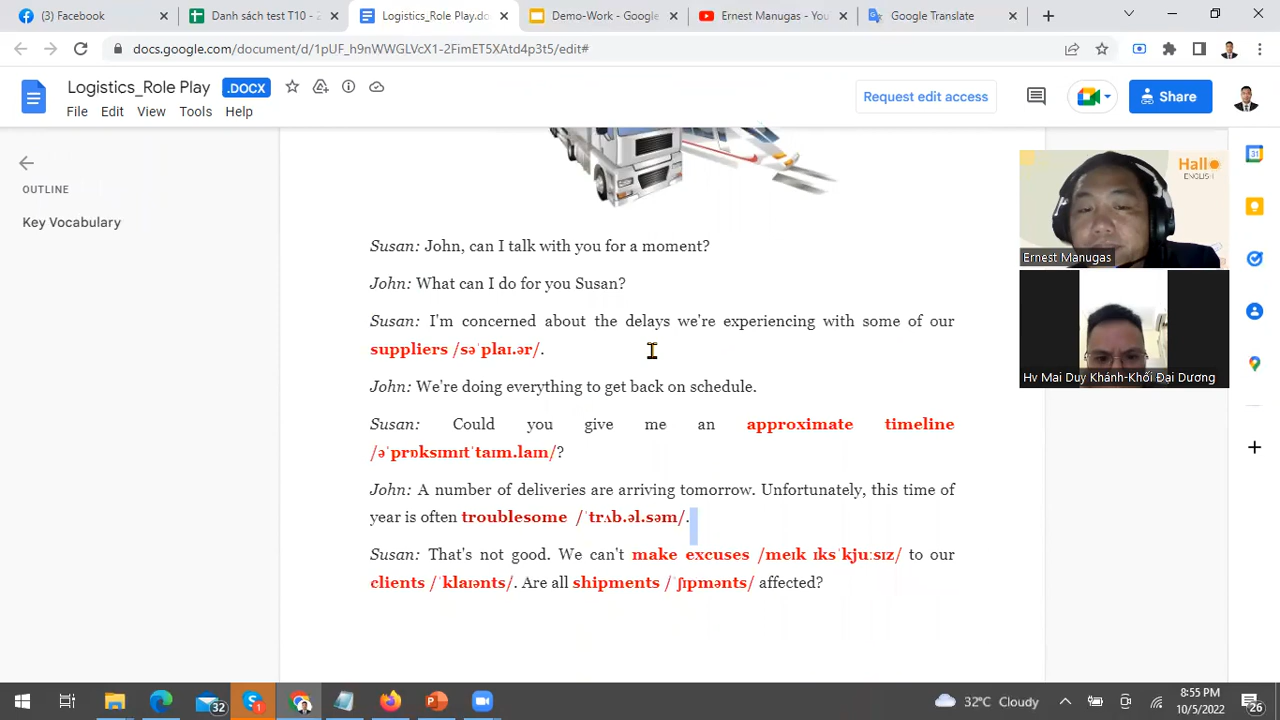 (3) Facebook
Danh sách test T10 -
Logistics_Role Play.do
Demo-Work - Google
Ernest Manugas - You
Google Translate
docs.google.com/document/d/1pUF_h9nWWGLVcX1-2FimET5XAtd4p3t5/edit#
Logistics_Role Play .DOCX
Request edit access
Share
File Edit View Tools Help
OUTLINE
Key Vocabulary
Susan: John, can I talk with you for a moment?
John: What can I do for you Susan?
Susan: I'm concerned about the delays we're experiencing with some of our
suppliers /səˈplaɪ.ər/.
John: We're doing everything to get back on schedule.
Susan: Could you give me an approximate timeline
/əˈprɒksɪmɪtˈtaɪm.laɪn/?
John: A number of deliveries are arriving tomorrow. Unfortunately, this time of
year is often troublesome /ˈtrʌb.əl.səm/.
Susan: That's not good. We can't make excuses /meɪk ɪksˈkjuːsɪz/ to our
clients /ˈklaɪənts/. Are all shipments /ˈʃɪpmənts/ affected?
Hallo
ENGLISH
Ernest Manugas
Hv Mai Duy Khánh-Khối Đại Dương
31
32
1
32°C Cloudy
8:55 PM
10/5/2022
26